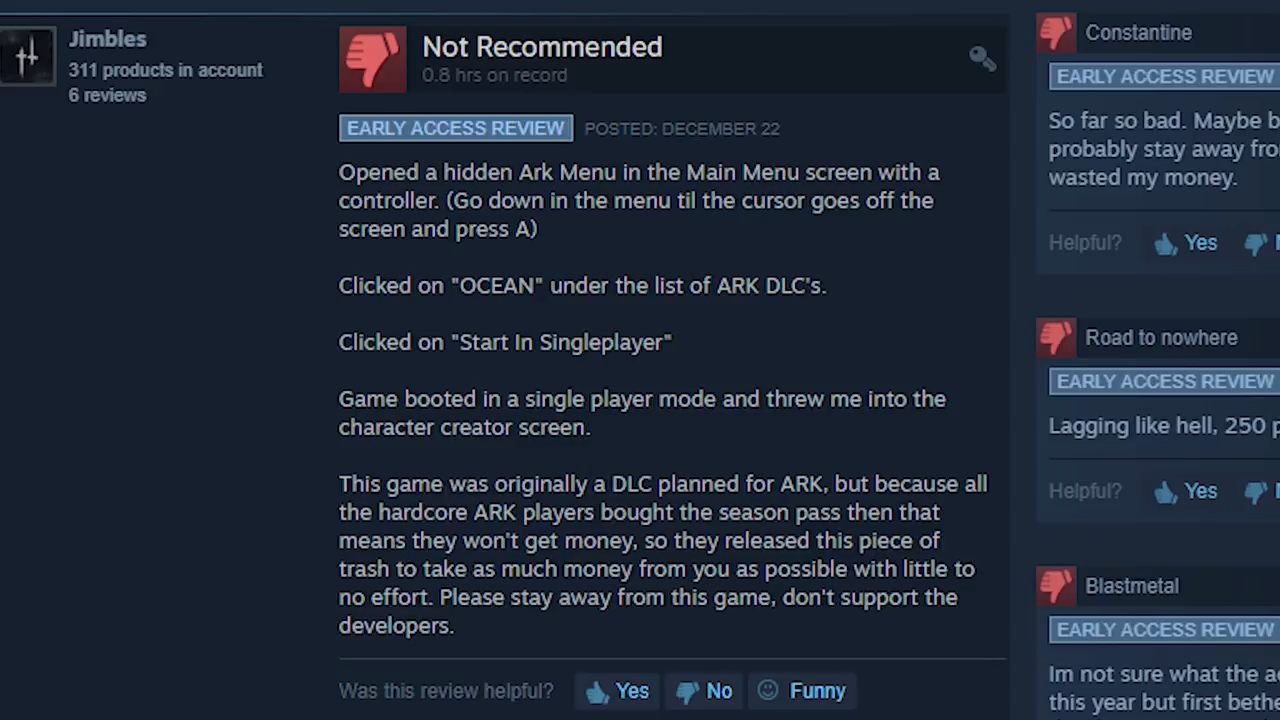 Jimbles
311 products in account
6 reviews
Not Recommended
0.8 hrs on record
EARLY ACCESS REVIEW POSTED: DECEMBER 22
Opened a hidden Ark Menu in the Main Menu screen with a
controller. (Go down in the menu til the cursor goes off the
screen and press A)
Clicked on "OCEAN" under the list of ARK DLC's.
Clicked on "Start In Singleplayer"
Game booted in a single player mode and threw me into the
character creator screen.
This game was originally a DLC planned for ARK, but because all
the hardcore ARK players bought the season pass then that
means they won't get money, so they released this piece of
trash to take as much money from you as possible with little to
no effort. Please stay away from this game, don't support the
developers.
Was this review helpful? Yes No Funny
Constantine
EARLY ACCESS REVIEW
So far so bad. Maybe
probably stay away
wasted my money.
Helpful? Yes
Road to nowhere
EARLY ACCESS REVIEW
Lagging like hell, 250
Helpful? Yes
Blastmetal
EARLY ACCESS REVIEW
Im not sure what the
this year but first